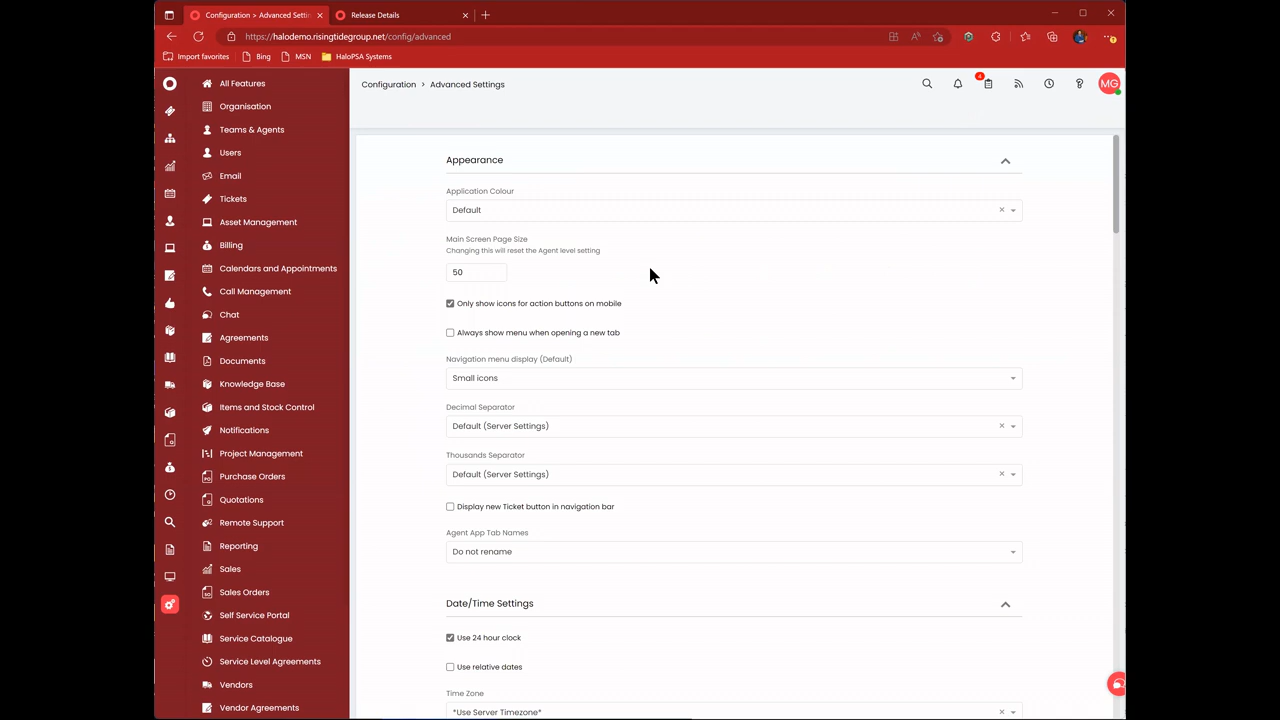 Configuration > Advanced Setti
Release Details
https://halodemo.risingtidegroup.net/config/advanced
Import favorites
Bing
MSN
HaloPSA Systems
All Features
Organisation
Teams & Agents
Users
Email
Tickets
Asset Management
Billing
Calendars and Appointments
Call Management
Chat
Agreements
Documents
Knowledge Base
Items and Stock Control
Notifications
Project Management
Purchase Orders
Quotations
Remote Support
Reporting
Sales
Sales Orders
Self Service Portal
Service Catalogue
Service Level Agreements
Vendors
Vendor Agreements
Configuration > Advanced Settings
4
MG
Appearance
Application Colour
Default
Main Screen Page Size
Changing this will reset the Agent level setting
50
Only show icons for action buttons on mobile
Always show menu when opening a new tab
Navigation menu display (Default)
Small icons
Decimal Separator
Default (Server Settings)
Thousands Separator
Default (Server Settings)
Display new Ticket button in navigation bar
Agent App Tab Names
Do not rename
Date/Time Settings
Use 24 hour clock
Use relative dates
Time Zone
*Use Server Timezone*